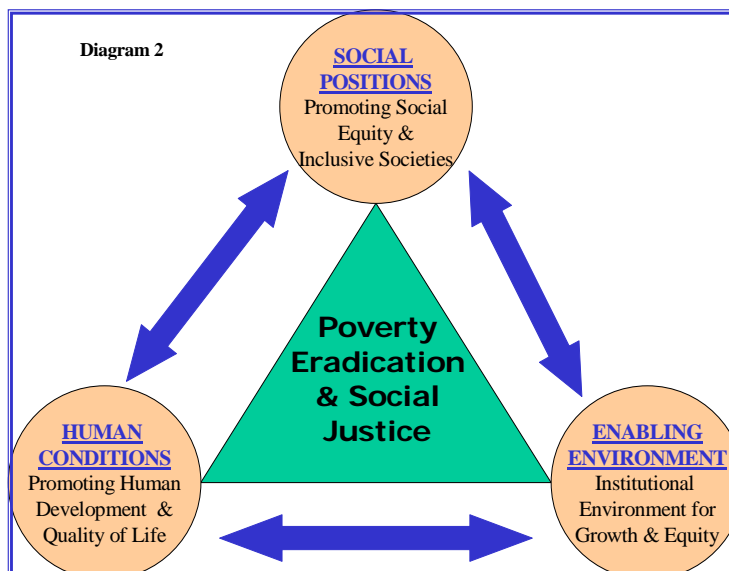 Diagram 2
SOCIAL
POSITIONS
Promoting Social
Equity &
Inclusive Societies
Poverty
Eradication
& Social
Justice
HUMAN
CONDITIONS
Promoting Human
Development &
Quality of Life
ENABLING
ENVIRONMENT
Institutional
Environment for
Growth & Equity